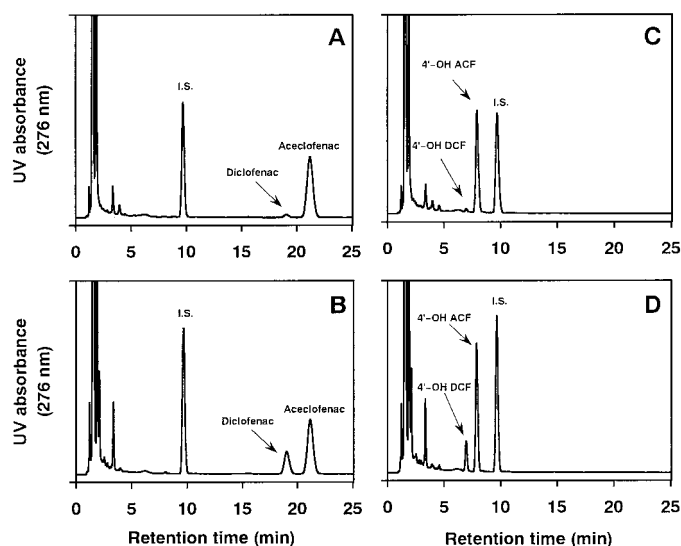 A
I.S.
Aceclofenac
Diclofenac
UV absorbance
(276 nm)
0 5 10 15 20 25
C
4'−OH ACF
I.S.
4'−OH DCF
0 5 10 15 20 25
B
I.S.
Aceclofenac
Diclofenac
UV absorbance
(276 nm)
0 5 10 15 20 25
Retention time (min)
D
I.S.
4'−OH ACF
4'−OH DCF
0 5 10 15 20 25
Retention time (min)